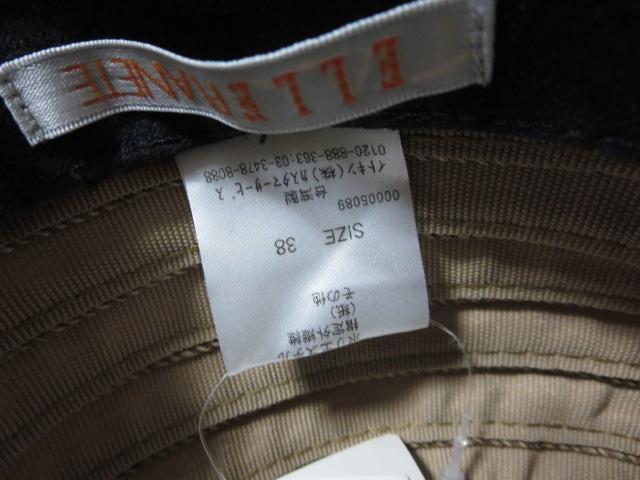 ELLEPLANETE
ポリエステル
指定外繊維
(紙)
その他
SIZE 38
00005089
台湾製
イトキン(株)カスタマーサービス
0120-888-363:03-3478-8088